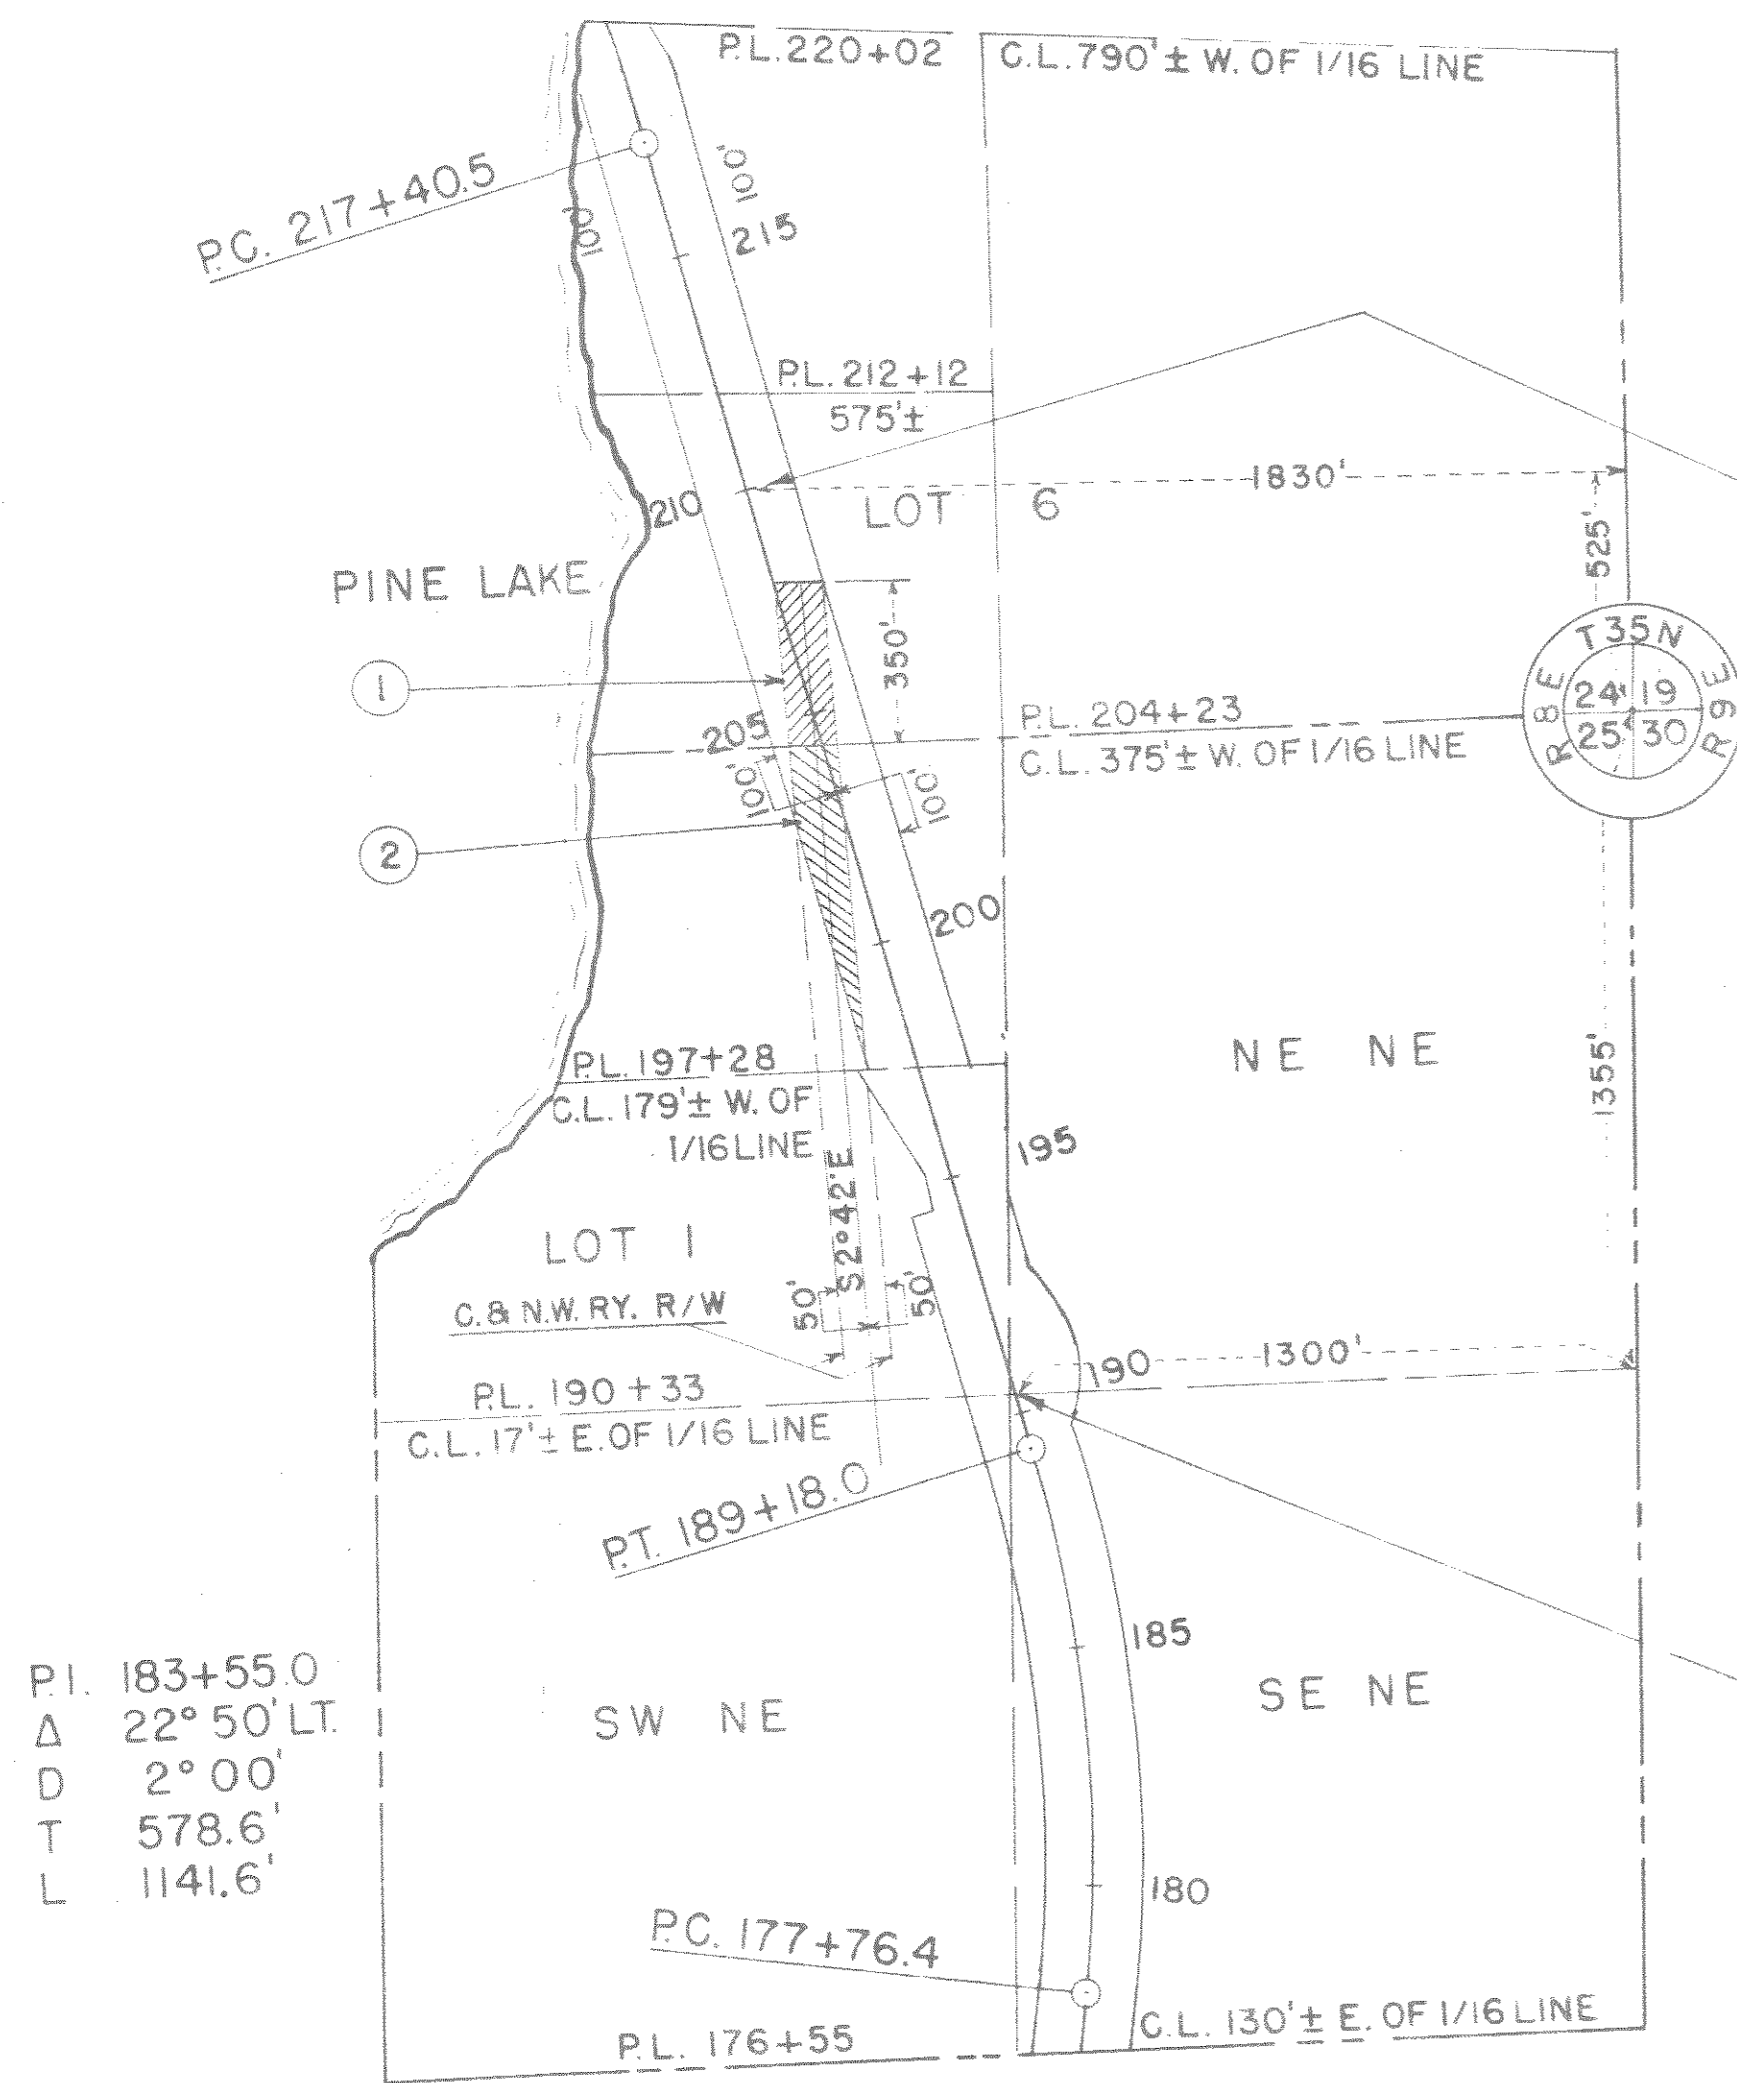 P.L. 220+02
C.L. 790'± W. OF 1/16 LINE
P.C. 217+40.5
100'
100'
215
P.L. 212+12
575'±
1830'
210
LOT 6
525'
PINE LAKE
350'
T35N
R8E
R9E
24 19
25 30
1
205
P.L. 204+23
C.L. 375'± W. OF 1/16 LINE
100'
100'
2
200
NE NE
P.L. 197+28
C.L. 179'± W. OF
1/16 LINE
1355'
195
S2°42'E
LOT 1
50'
50'
C. & N.W. RY. R/W
190
1300'
P.L. 190+33
C.L. 17'± E. OF 1/16 LINE
P.T. 189+18.0
185
P.I. 183+55.0
Δ 22°50' LT.
D 2°00'
T 578.6'
L 1141.6'
SW NE
SE NE
180
P.C. 177+76.4
C.L. 130'± E. OF 1/16 LINE
P.L. 176+55